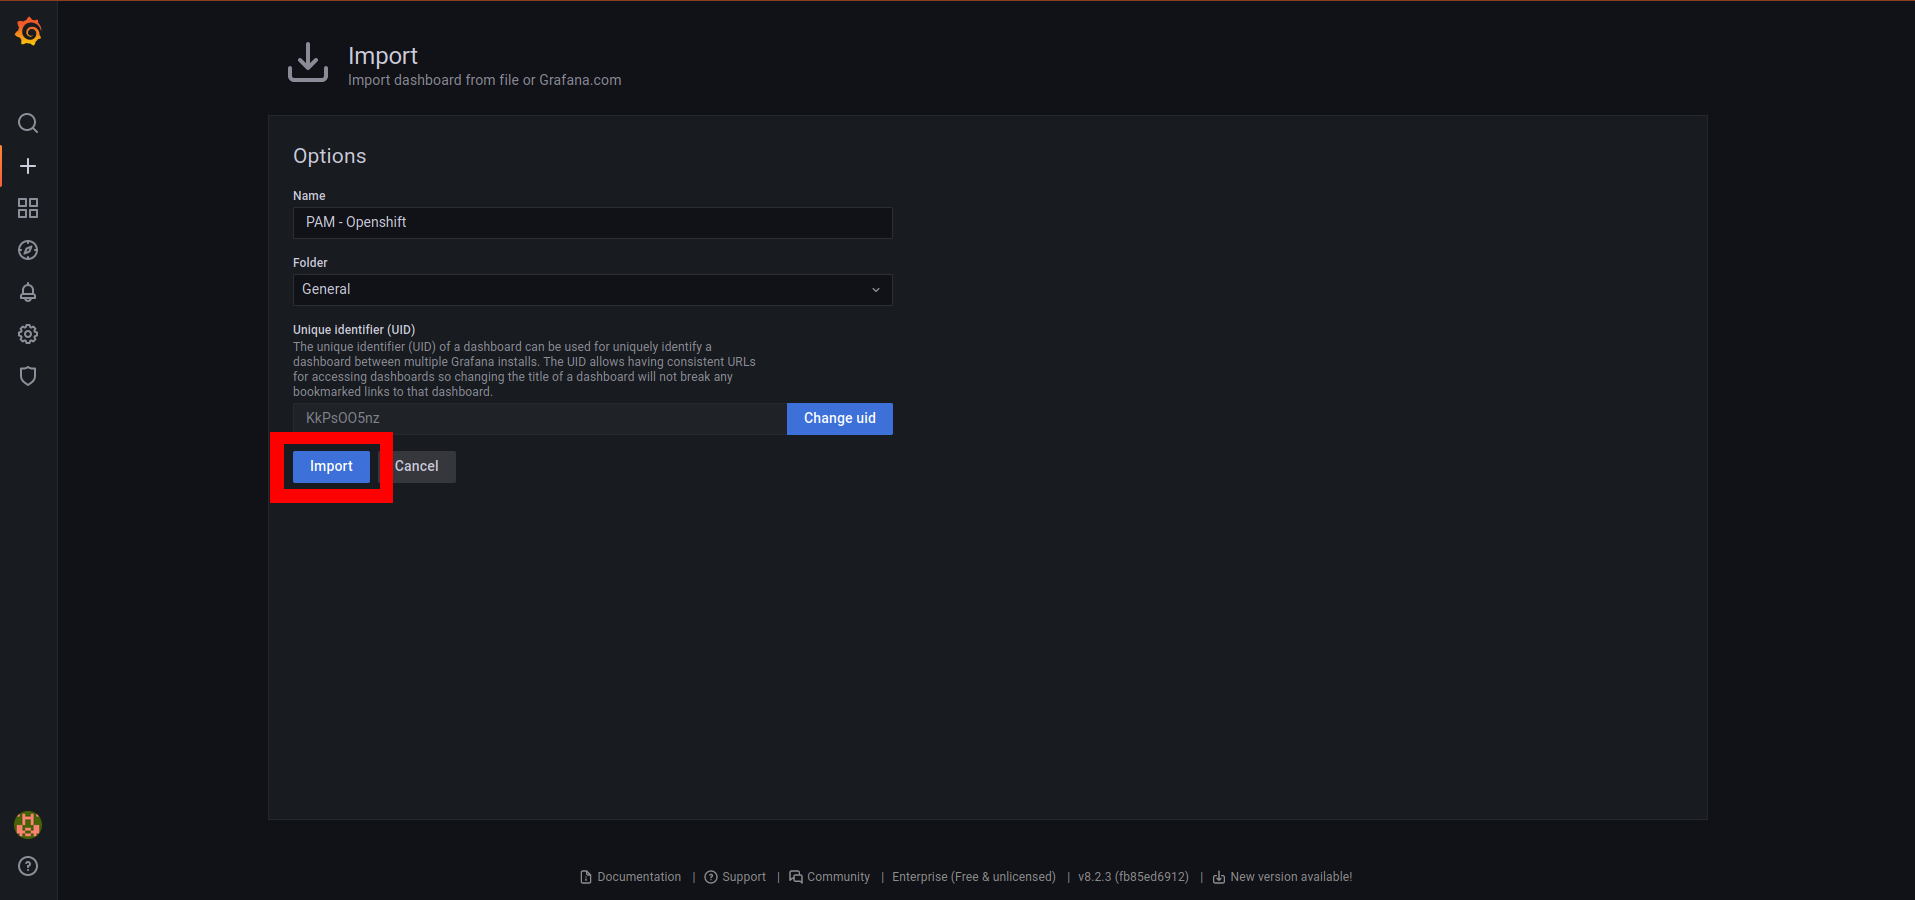 Import
Import dashboard from file or Grafana.com
Options
Name
PAM - Openshift
Folder
General
Unique identifier (UID)
The unique identifier (UID) of a dashboard can be used for uniquely identify a
dashboard between multiple Grafana installs. The UID allows having consistent URLs
for accessing dashboards so changing the title of a dashboard will not break any
bookmarked links to that dashboard.
KkPsOO5nz
Change uid
Import
Cancel
Documentation | Support | Community | Enterprise (Free & unlicensed) | v8.2.3 (fb85ed6912) | New version available!